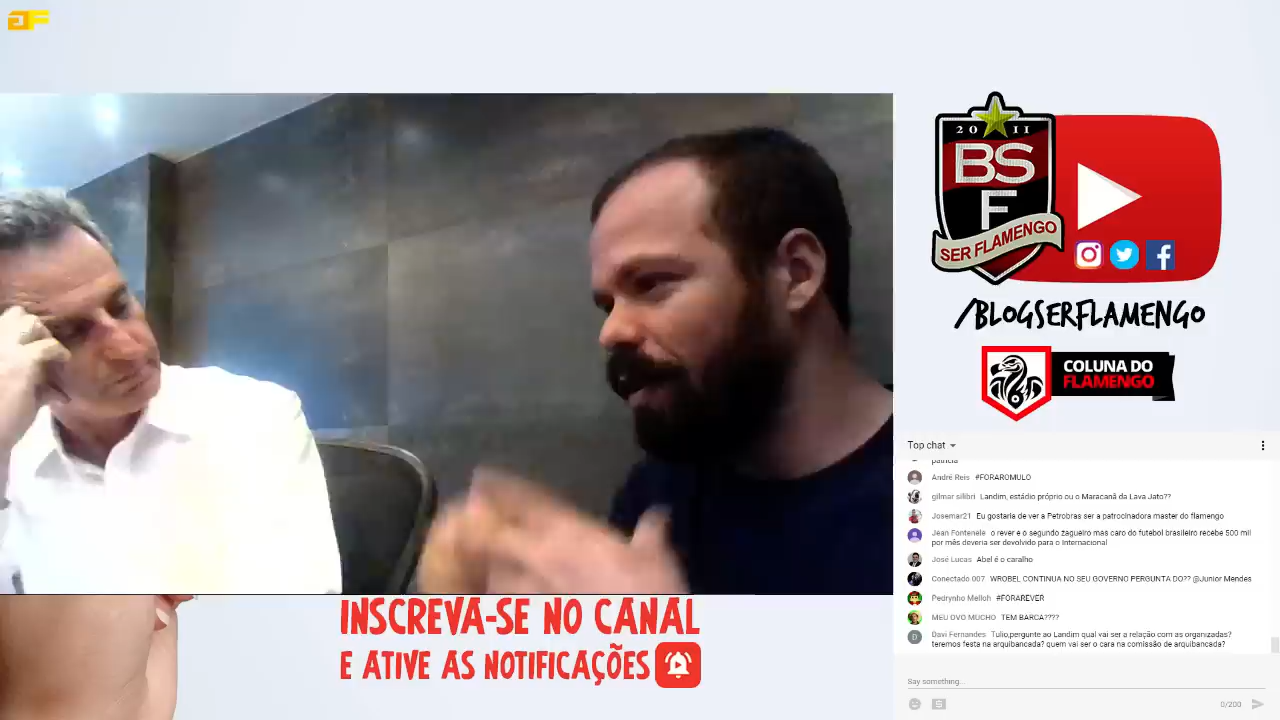 GF
20 11
BS
F
SER FLAMENGO
/BLOGSERFLAMENGO
COLUNA DO
FLAMENGO
Top chat
patricia
André Reis #FORAROMULO
gilmar silibri Landim, estádio próprio ou o Maracanã da Lava Jato??
Josemar21 Eu gostaria de ver a Petrobras ser a patrocinadora master do flamengo
Jean Fontenele o rever e o segundo zagueiro mas caro do futebol brasileiro recebe 500 mil
por mês deveria ser devolvido para o Internacional
José Lucas Abel é o caralho
Conectado 007 WROBEL CONTINUA NO SEU GOVERNO PERGUNTA DO?? @Junior Mendes
Pedrynho Melloh #FORAREVER
MEU OVO MUCHO TEM BARCA????
D Davi Fernandes Tulio,pergunte ao Landim qual vai ser a relação com as organizadas?
teremos festa na arquibancada? quem vai ser o cara na comissão de arquibancada?
Say something...
0/200
INSCREVA-SE NO CANAL
E ATIVE AS NOTIFICAÇÕES